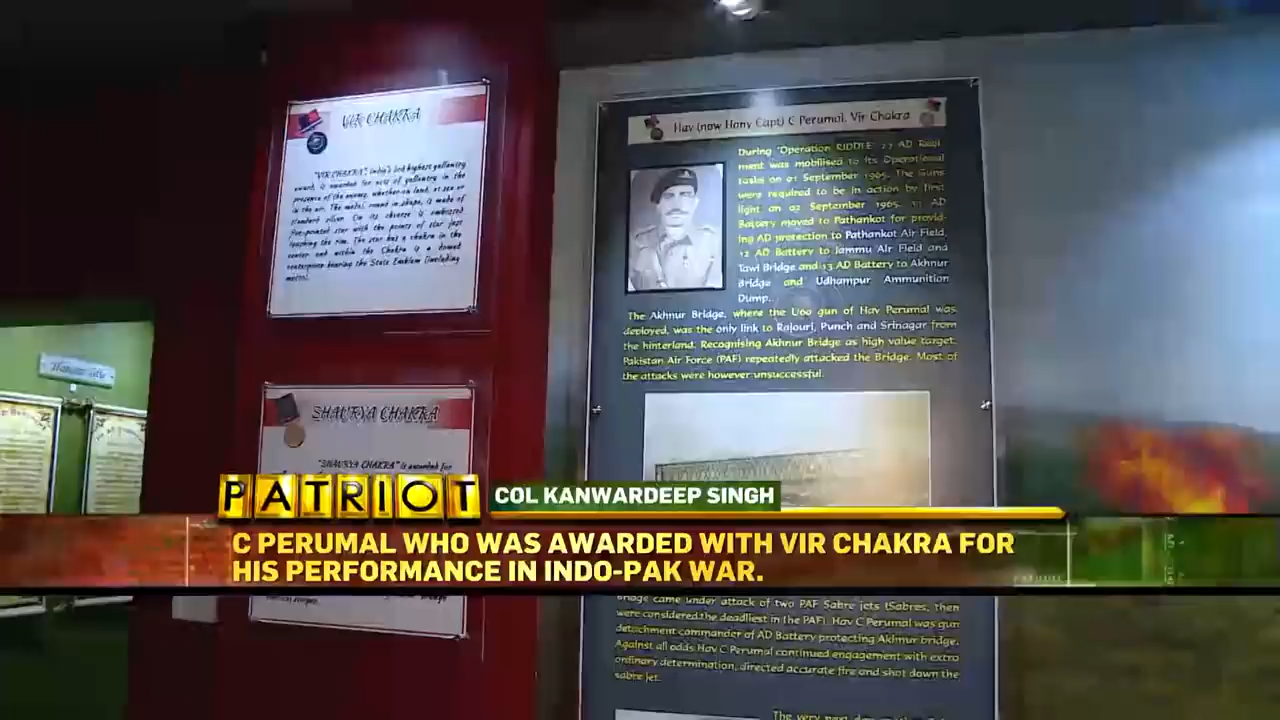 VIR CHAKRA
"VIR CHAKRA", India's 3rd highest gallantry
award, is awarded for acts of gallantry in the
presence of the enemy, whether on land, at sea or
in the air. The medal, round in shape, is made of
standard silver. On its obverse is embossed
five-pointed star with the points of star just
touching the rim. The star has a chakra in the
center and within the Chakra is a domed
centerpiece bearing the State Emblem (including
motto).
SHAURYA CHAKRA
"SHAURYA CHAKRA" is awarded for
Hav (now Hony Capt) C Perumal, Vir Chakra
During 'Operation RIDDLE' 27 AD Regi-
ment was mobilised to its Operational
tasks on 01 September 1965. The Guns
were required to be in action by first
light on 02 September 1965. 11 AD
Battery moved to Pathankot for provid-
ing AD protection to Pathankot Air Field,
12 AD Battery to Jammu Air Field and
Tawi Bridge and 13 AD Battery to Akhnur
Bridge and Udhampur Ammunition
Dump.
The Akhnur Bridge, where the U60 gun of Hav Perumal was
deployed, was the only link to Rajouri, Punch and Srinagar from
the hinterland. Recognising Akhnur Bridge as high value target,
Pakistan Air Force (PAF) repeatedly attacked the Bridge. Most of
the attacks were however unsuccessful.
PATRIOT
COL KANWARDEEP SINGH
C PERUMAL WHO WAS AWARDED WITH VIR CHAKRA FOR
HIS PERFORMANCE IN INDO-PAK WAR.
Bridge came under attack of two PAF Sabre jets (Sabres, then
were considered the deadliest in the PAF). Hav C Perumal was gun
detachment commander of AD Battery protecting Akhnur bridge.
Against all odds Hav C Perumal continued engagement with extra
ordinary determination, directed accurate fire and shot down the
sabre jet.
The very next day